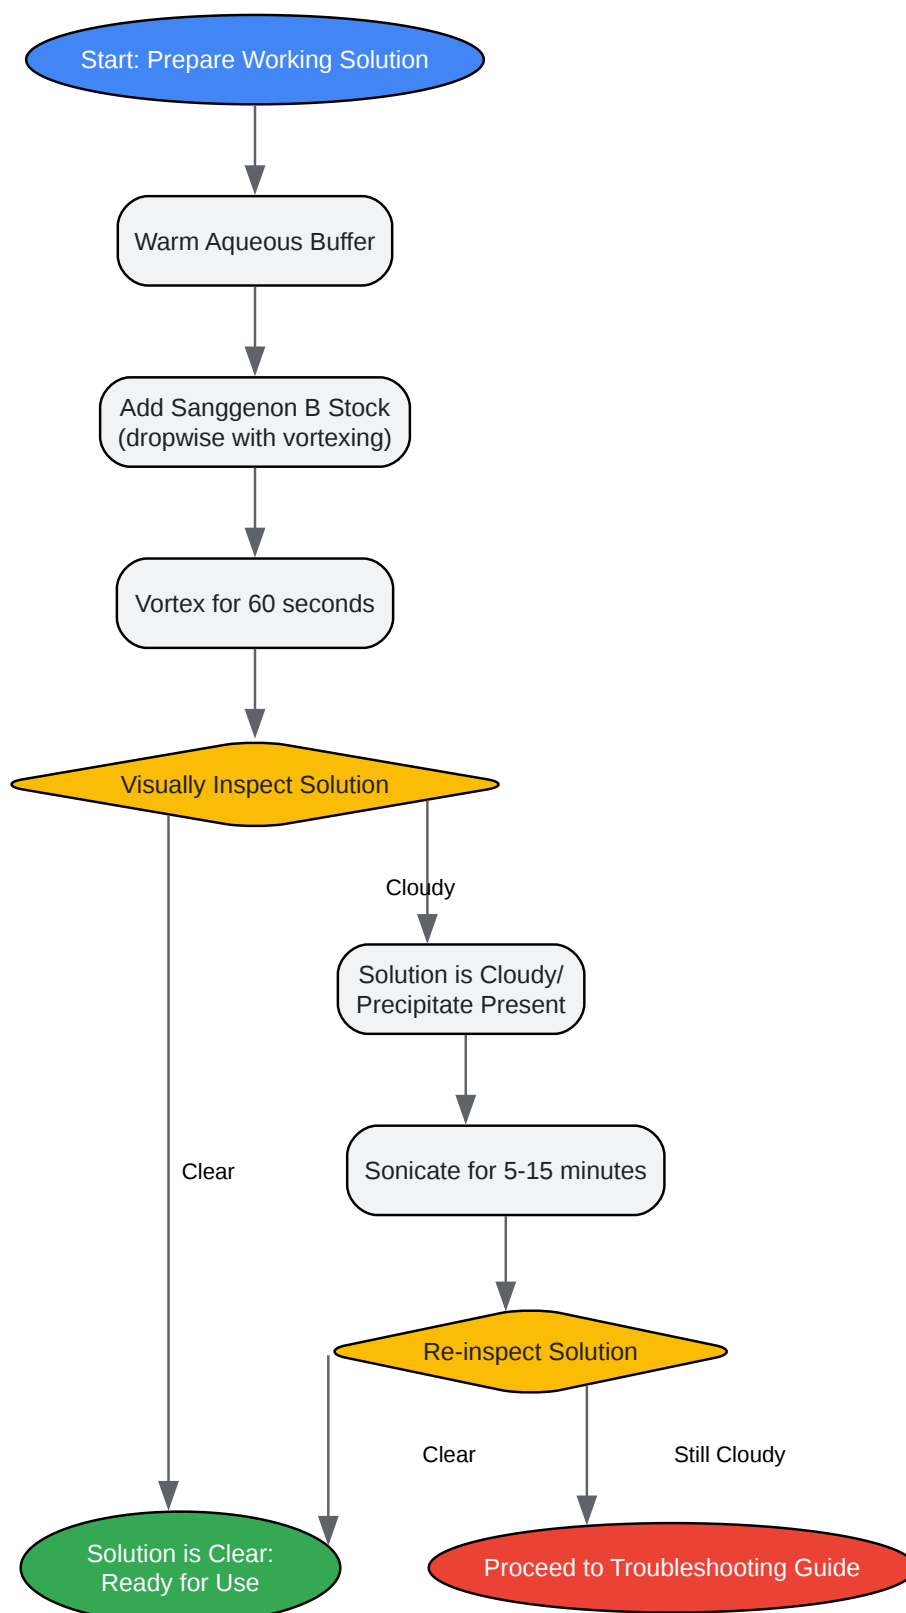 Start: Prepare Working Solution
Warm Aqueous Buffer
Add Sanggenon B Stock
(dropwise with vortexing)
Vortex for 60 seconds
Visually Inspect Solution
Cloudy
Solution is Cloudy/
Precipitate Present
Clear
Sonicate for 5-15 minutes
Re-inspect Solution
Clear
Still Cloudy
Solution is Clear:
Ready for Use
Proceed to Troubleshooting Guide